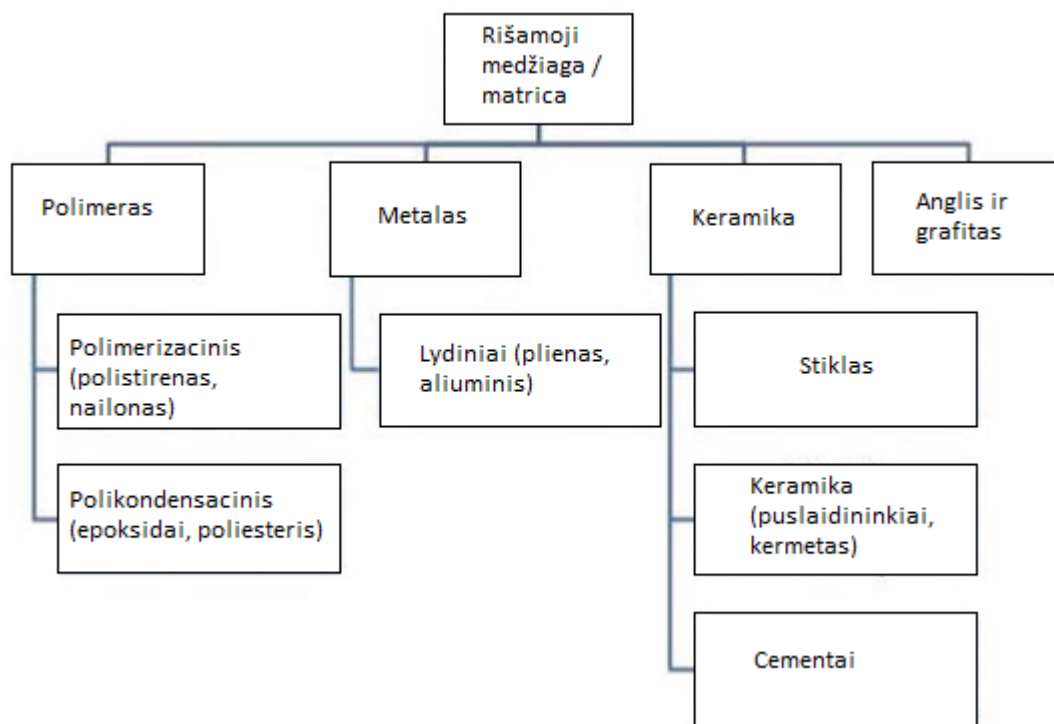 Rišamoji
medžiaga /
matrica
Polimeras
Metalas
Keramika
Anglis ir
grafitas
Polimerizacinis
(polistirenas,
nailonas)
Lydiniai (plienas,
aliuminis)
Stiklas
Polikondensacinis
(epoksidai, poliesteris)
Keramika
(puslaidininkiai,
kermetas)
Cementai